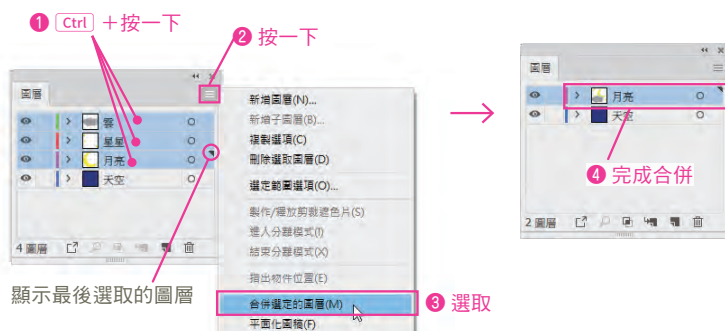 ❶ Ctrl ＋按一下
❷ 按一下
圖層
雲
星星
月亮
天空
4 圖層
顯示最後選取的圖層
新增圖層(N)...
新增子圖層(B)...
複製選項(C)
刪除選取圖層(D)
選定範圍選項(O)...
製作/釋放剪裁遮色片(S)
進入分離模式(I)
結束分離模式(X)
指出物件位置(E)
合併選定的圖層(M)
平面化圖稿(F)
❸ 選取
圖層
月亮
天空
❹ 完成合併
2 圖層